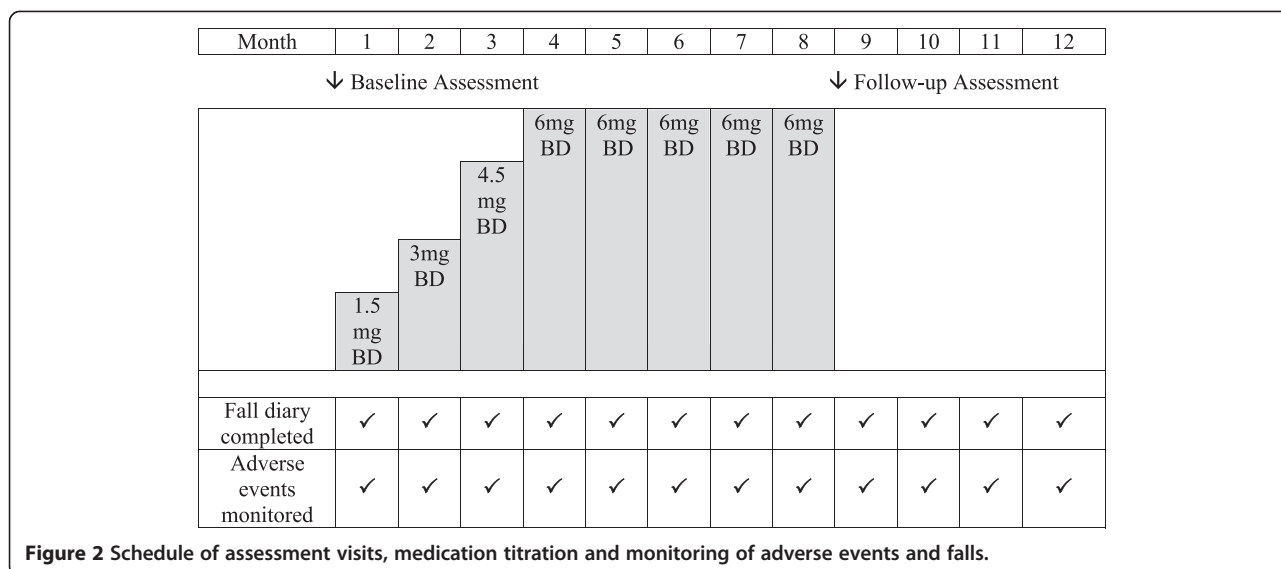 Month 1 2 3 4 5 6 7 8 9 10 11 12
↓ Baseline Assessment ↓ Follow-up Assessment
6mg 6mg 6mg 6mg 6mg
BD BD BD BD BD
4.5
mg
BD
3mg
BD
1.5
mg
BD
Fall diary
completed ✓ ✓ ✓ ✓ ✓ ✓ ✓ ✓ ✓ ✓ ✓ ✓
Adverse
events ✓ ✓ ✓ ✓ ✓ ✓ ✓ ✓ ✓ ✓ ✓ ✓
monitored
Figure 2 Schedule of assessment visits, medication titration and monitoring of adverse events and falls.